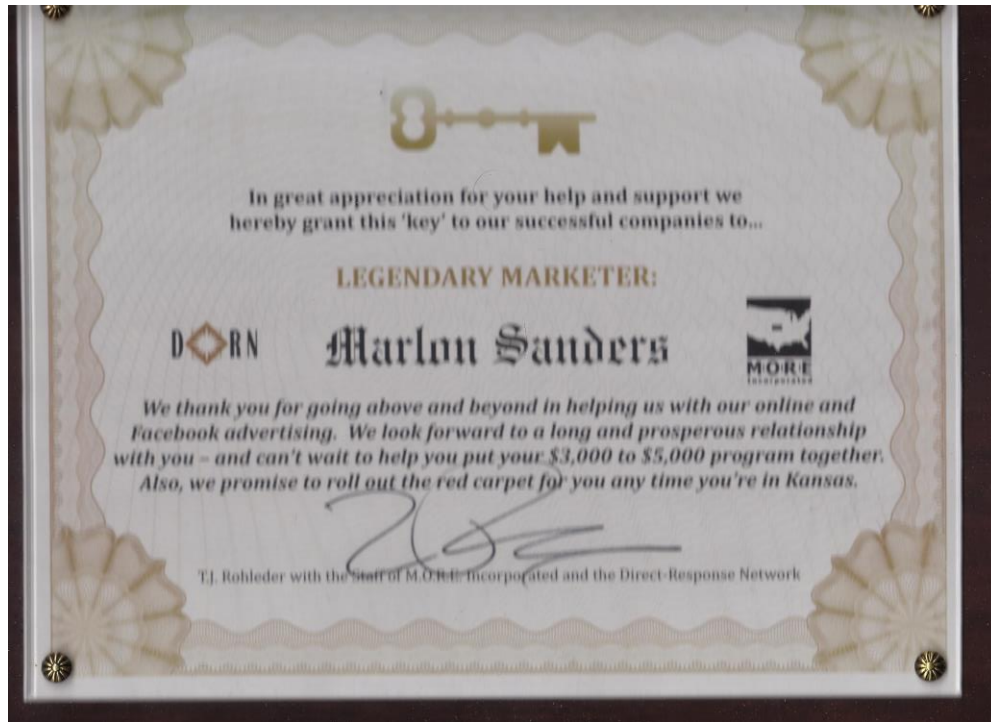 In great appreciation for your help and support we
hereby grant this 'key' to our successful companies to...
LEGENDARY MARKETER:
D RN
Marlon Sanders
M·O·R·E
Incorporated
We thank you for going above and beyond in helping us with our online and
Facebook advertising. We look forward to a long and prosperous relationship
with you – and can't wait to help you put your $3,000 to $5,000 program together.
Also, we promise to roll out the red carpet for you any time you're in Kansas.
T.J. Rohleder with the Staff of M.O.R.E. Incorporated and the Direct-Response Network